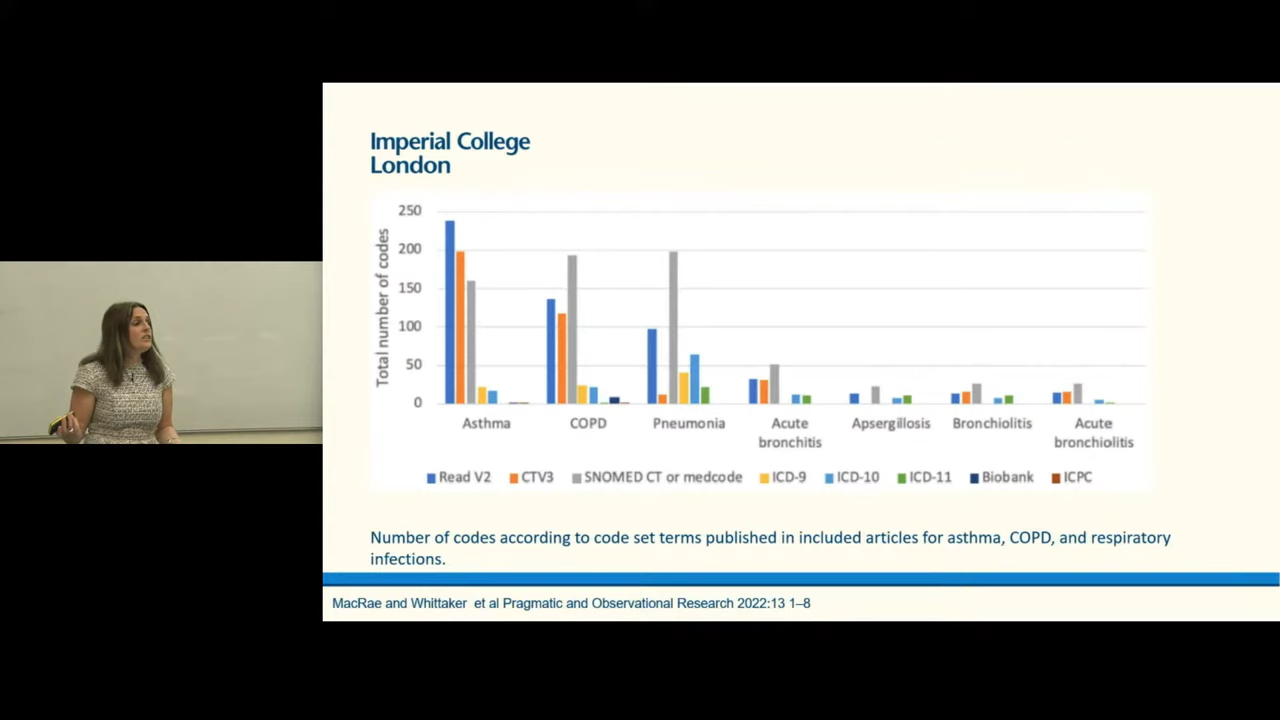 Imperial College
London
250
200
150
100
50
0
Total number of codes
Asthma
COPD
Pneumonia
Acute
bronchitis
Apsergillosis
Bronchiolitis
Acute
bronchiolitis
Read V2 CTV3 SNOMED CT or medcode ICD-9 ICD-10 ICD-11 Biobank ICPC
Number of codes according to code set terms published in included articles for asthma, COPD, and respiratory
infections.
MacRae and Whittaker et al Pragmatic and Observational Research 2022:13 1–8